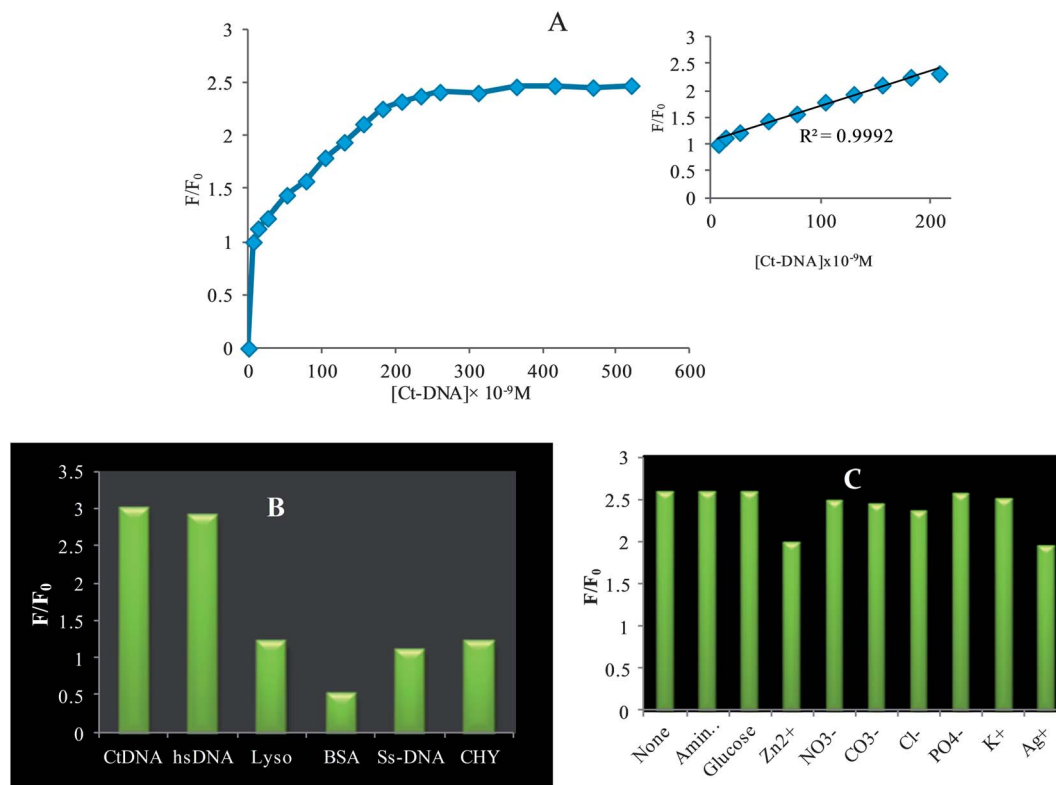 A
3
2.5
2
1.5
1
0.5
0
F/F0
0 100 200 300 400 500 600
[Ct-DNA]× 10-9M
3
2.5
2
1.5
1
0.5
0
F/F0
R² = 0.9992
0 100 200
[Ct-DNA]x10-9M
B
3.5
3
2.5
2
1.5
1
0.5
0
F/F0
CtDNA hsDNA Lyso BSA Ss-DNA CHY
C
3
2.5
2
1.5
1
0.5
0
F/F0
None Amin.. Glucose Zn2+ NO3- CO3- Cl- PO4- K+ Ag+